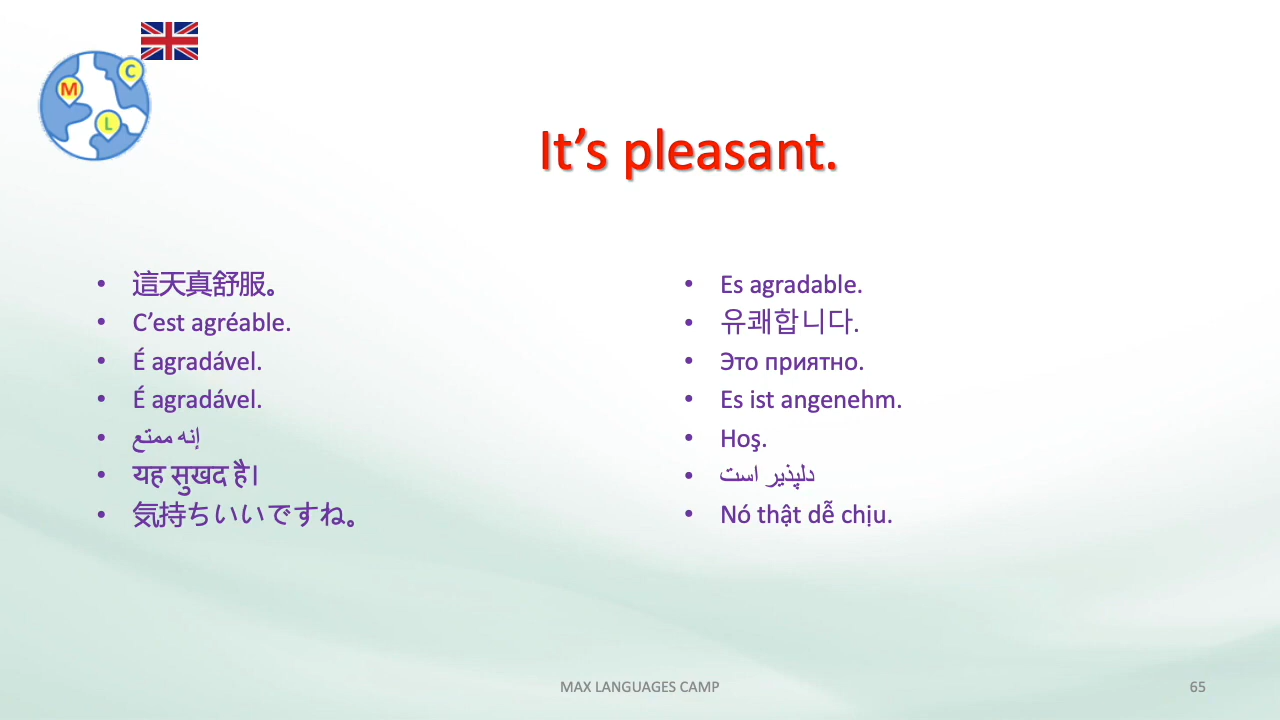 C
M
L
It’s pleasant.
• 這天真舒服。
• C’est agréable.
• É agradável.
• É agradável.
• إنه ممتع
• यह सुखद है।
• 気持ちいいですね。
• Es agradable.
• 유쾌합니다.
• Это приятно.
• Es ist angenehm.
• Hoş.
• دلپذیر است
• Nó thật dễ chịu.
MAX LANGUAGES CAMP
65